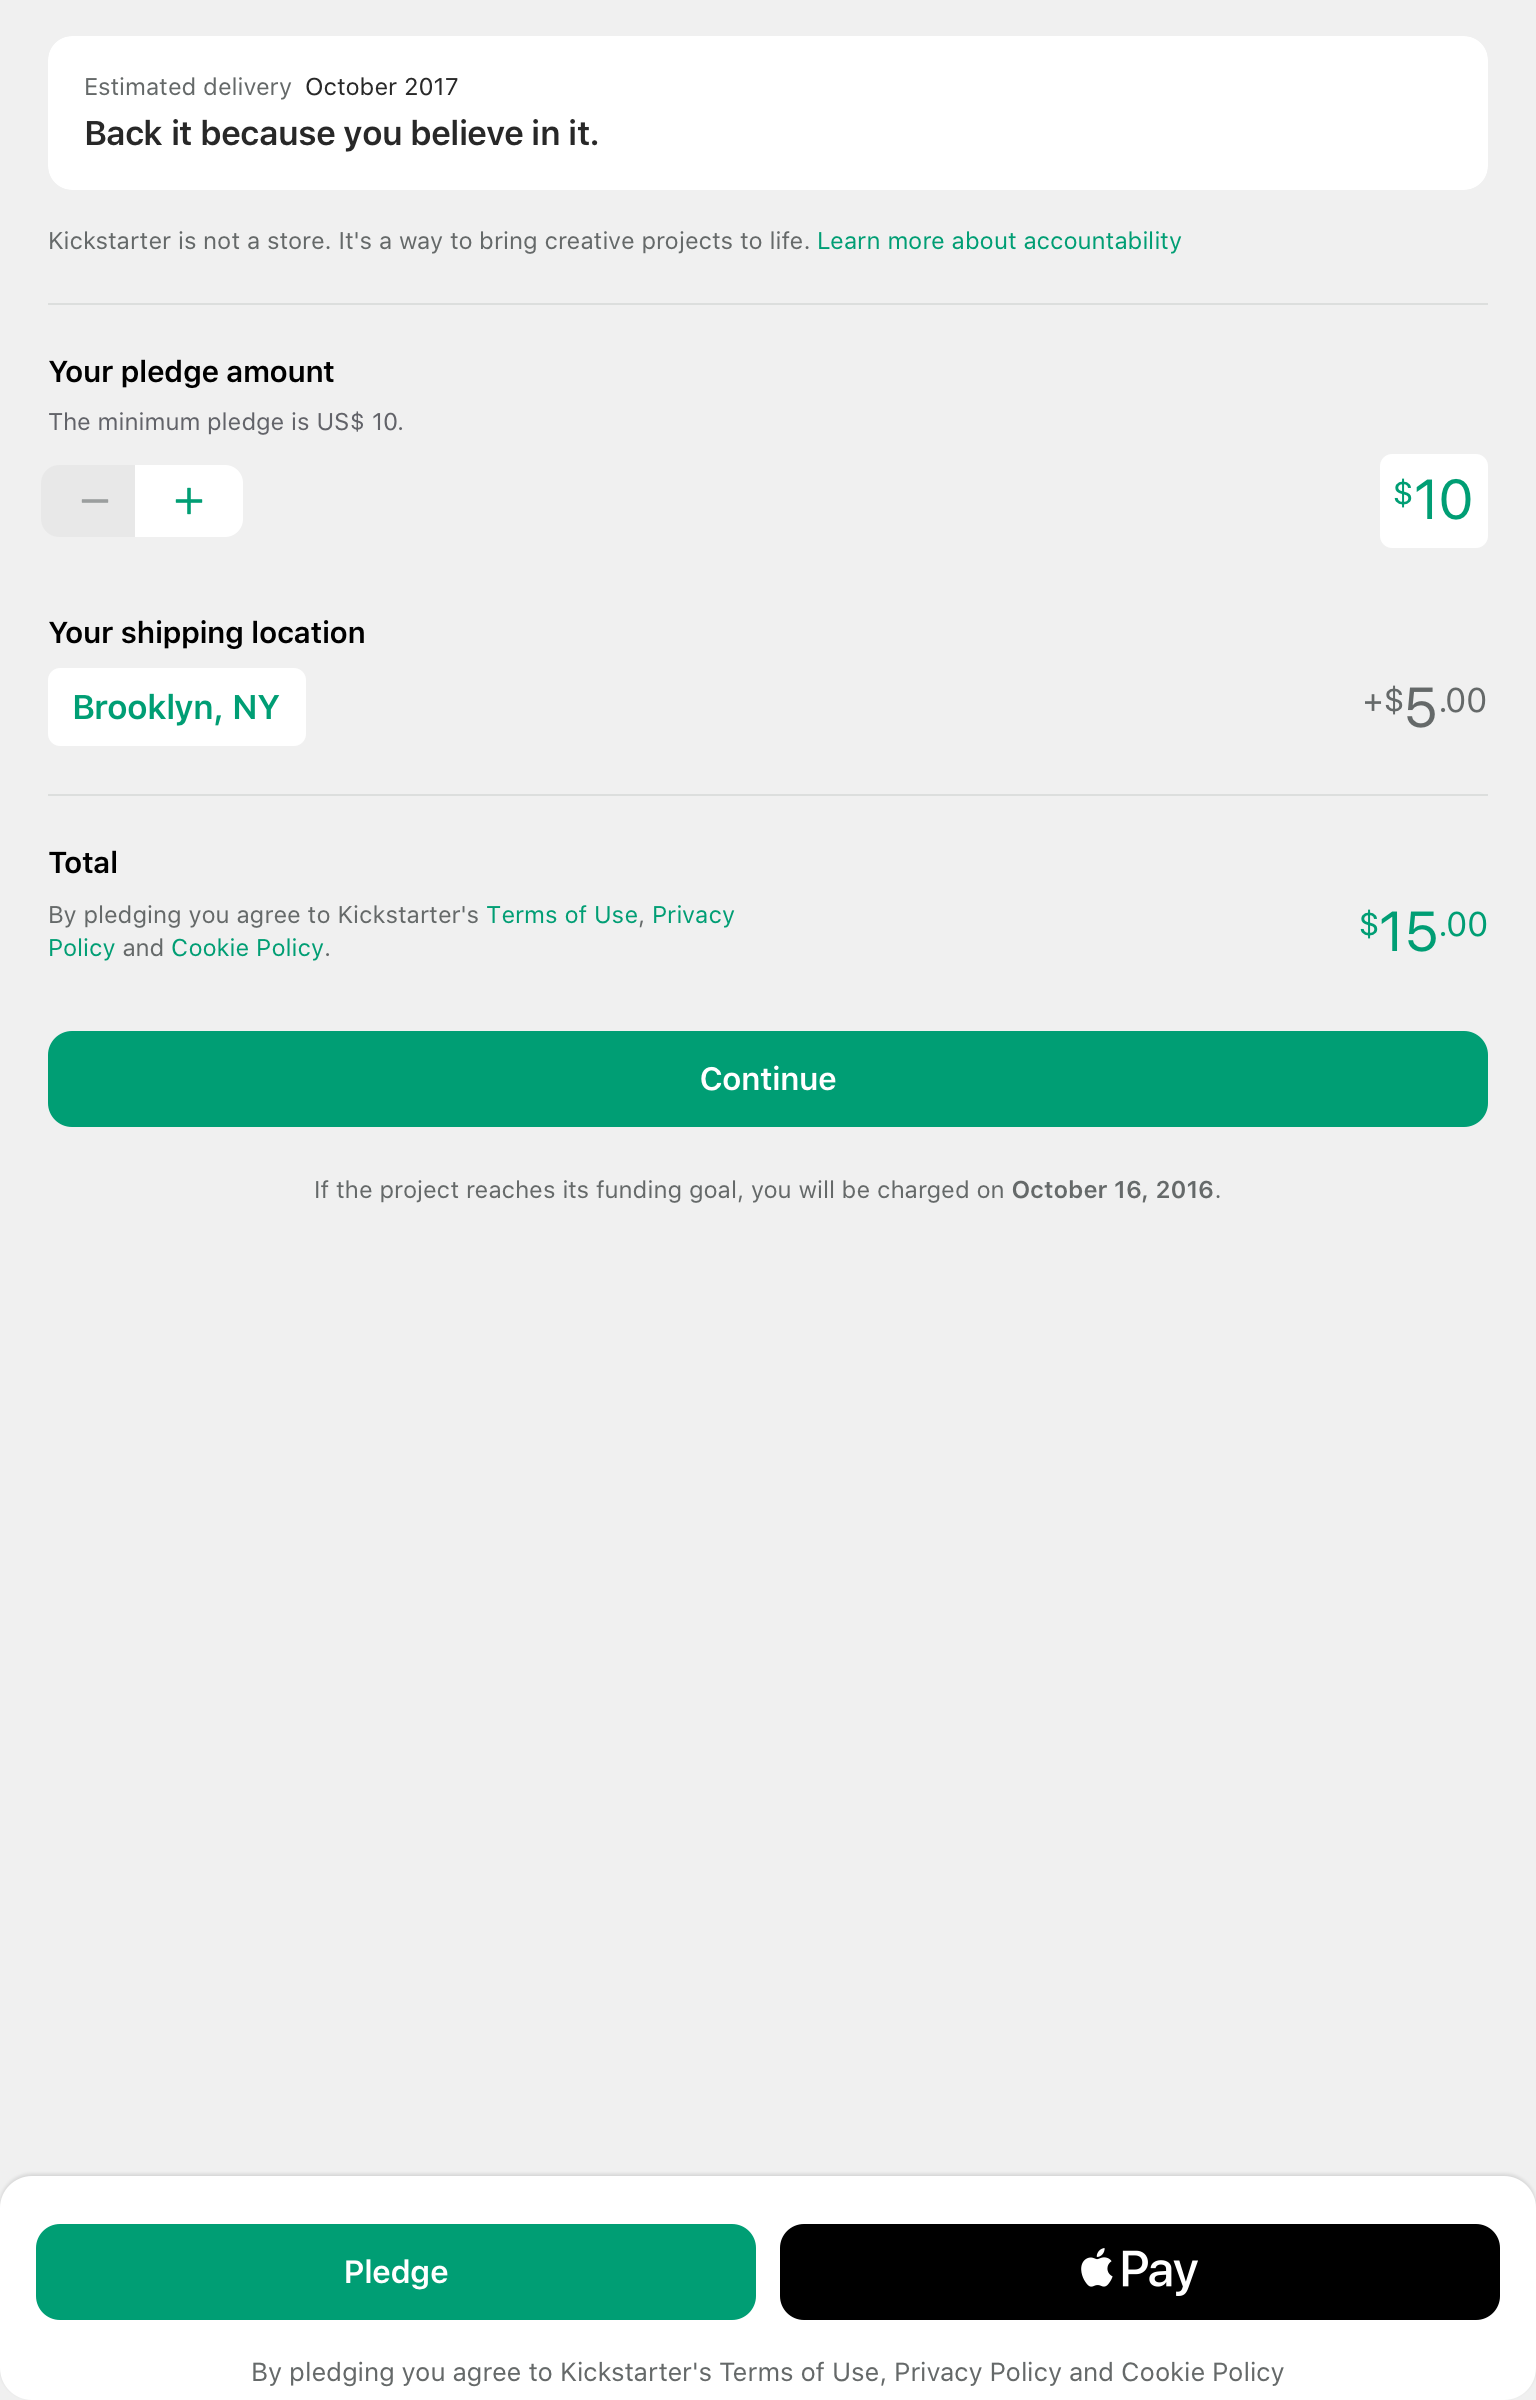 Estimated delivery October 2017
Back it because you believe in it.
Kickstarter is not a store. It's a way to bring creative projects to life. Learn more about accountability
Your pledge amount
The minimum pledge is US$ 10.
− +
$10
Your shipping location
Brooklyn, NY
+$5.00
Total
By pledging you agree to Kickstarter's Terms of Use, Privacy
Policy and Cookie Policy.
$15.00
Continue
If the project reaches its funding goal, you will be charged on October 16, 2016.
Pledge
Pay
By pledging you agree to Kickstarter's Terms of Use, Privacy Policy and Cookie Policy